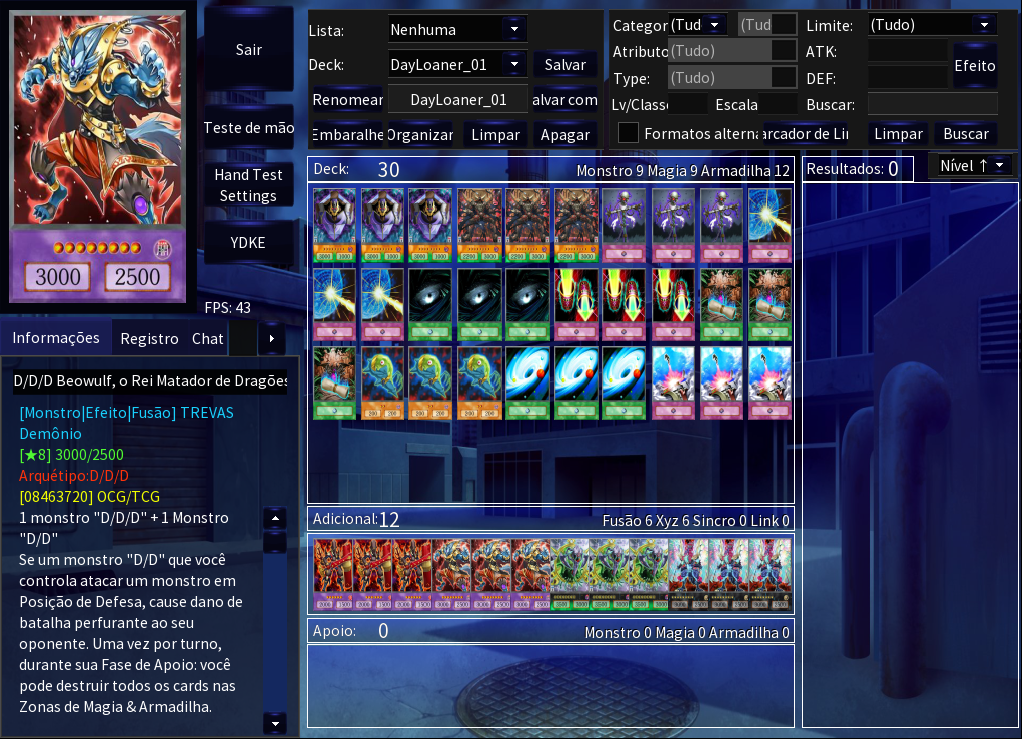 3000 2500
Sair
Teste de mão
Hand Test
Settings
YDKE
FPS: 43
Lista:
Nenhuma
Deck:
DayLoaner_01
Salvar
Renomear
DayLoaner_01
alvar com
Embaralhe
Organizar
Limpar
Apagar
Categor
(Tud
(Tud
Limite:
(Tudo)
Atributo
(Tudo)
ATK:
Efeito
Type:
(Tudo)
DEF:
Lv/Classe
Escala
Buscar:
Formatos alterna
arcador de Lin
Limpar
Buscar
Deck:
30
Monstro 9 Magia 9 Armadilha 12
Resultados: 0
Nível ↑
Informações
Registro
Chat
D/D/D Beowulf, o Rei Matador de Dragões
[Monstro|Efeito|Fusão] TREVAS
Demônio
[★8] 3000/2500
Arquétipo:D/D/D
[08463720] OCG/TCG
1 monstro "D/D/D" + 1 Monstro
"D/D"
Se um monstro "D/D" que você
controla atacar um monstro em
Posição de Defesa, cause dano de
batalha perfurante ao seu
oponente. Uma vez por turno,
durante sua Fase de Apoio: você
pode destruir todos os cards nas
Zonas de Magia & Armadilha.
Adicional:12
Fusão 6 Xyz 6 Sincro 0 Link 0
Apoio:
0
Monstro 0 Magia 0 Armadilha 0